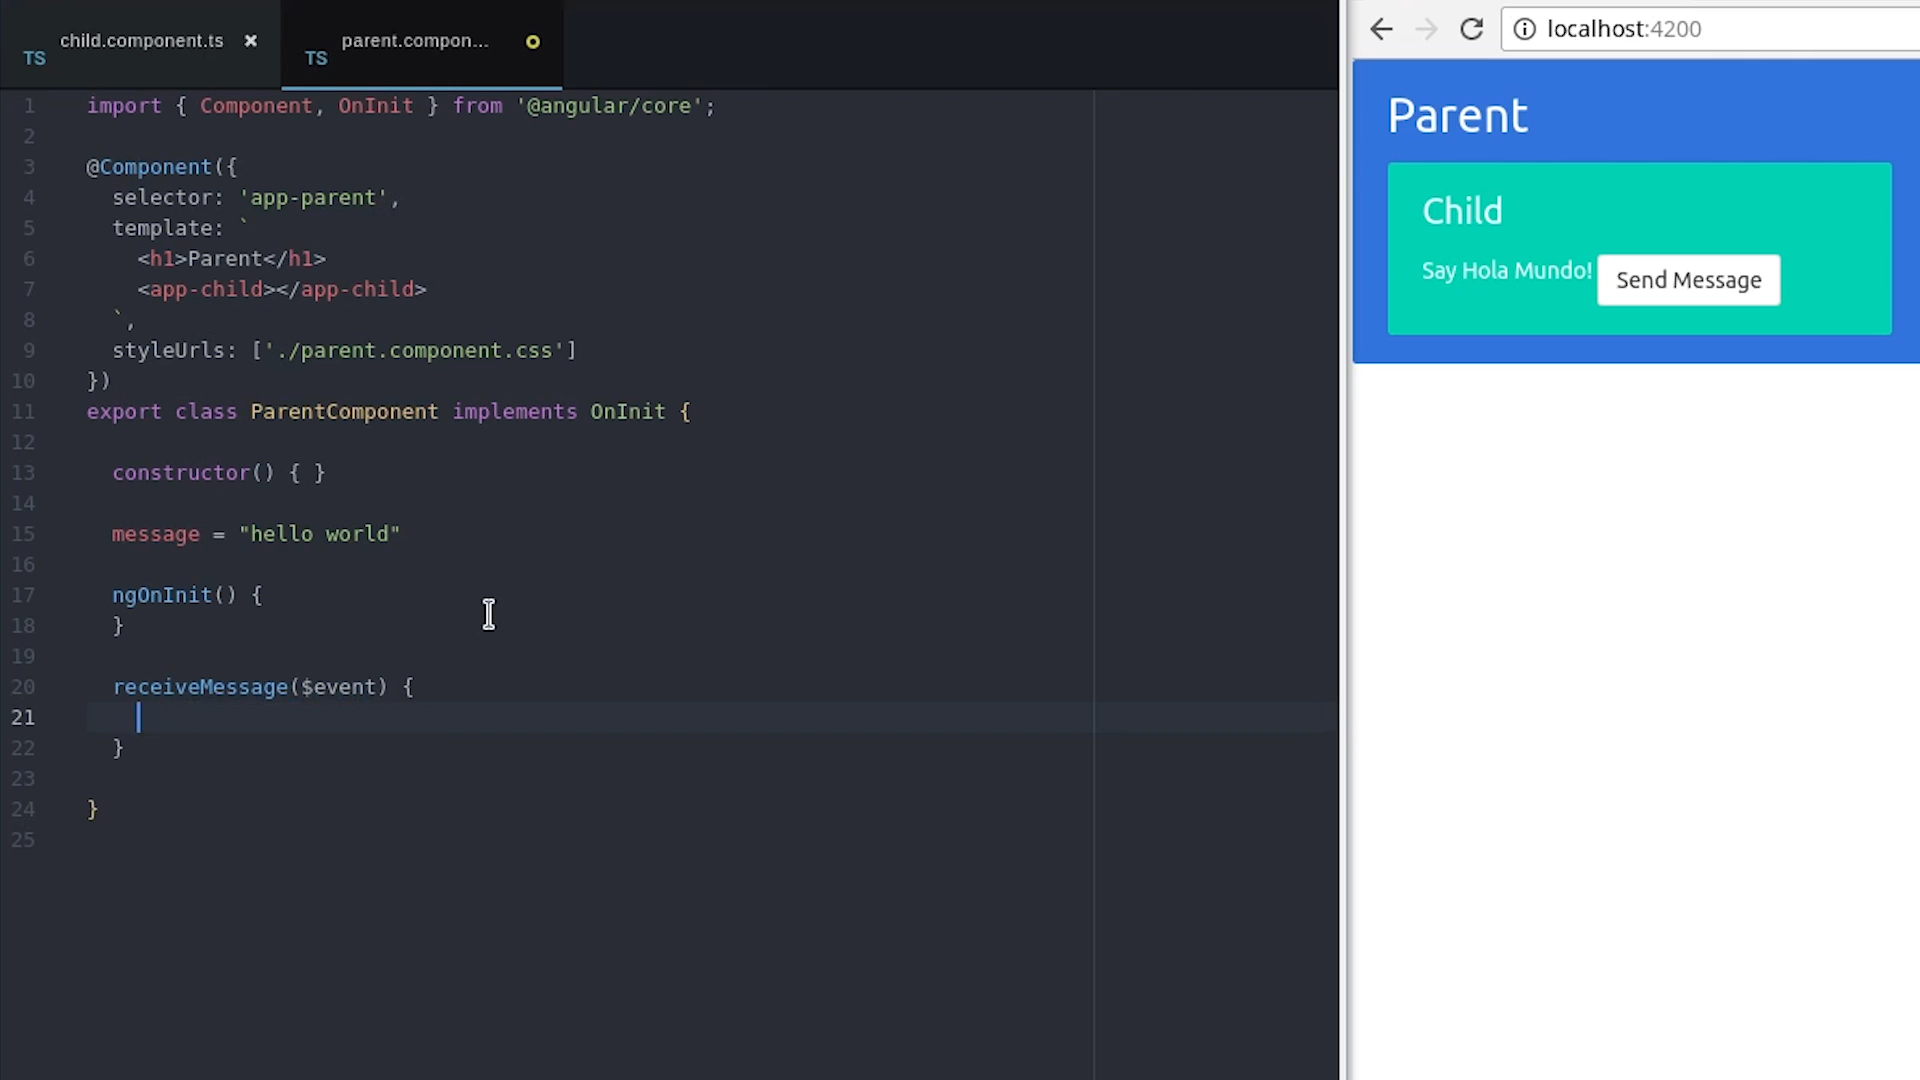 child.component.ts ×
TS
parent.compon...
TS
1 import { Component, OnInit } from '@angular/core';
2
3 @Component({
4   selector: 'app-parent',
5   template: `
6     <h1>Parent</h1>
7     <app-child></app-child>
8   `,
9   styleUrls: ['./parent.component.css']
10 })
11 export class ParentComponent implements OnInit {
12
13   constructor() { }
14
15   message = "hello world"
16
17   ngOnInit() {
18   }
19
20   receiveMessage($event) {
21
22   }
23
24 }
25
localhost:4200
Parent
Child
Say Hola Mundo! Send Message